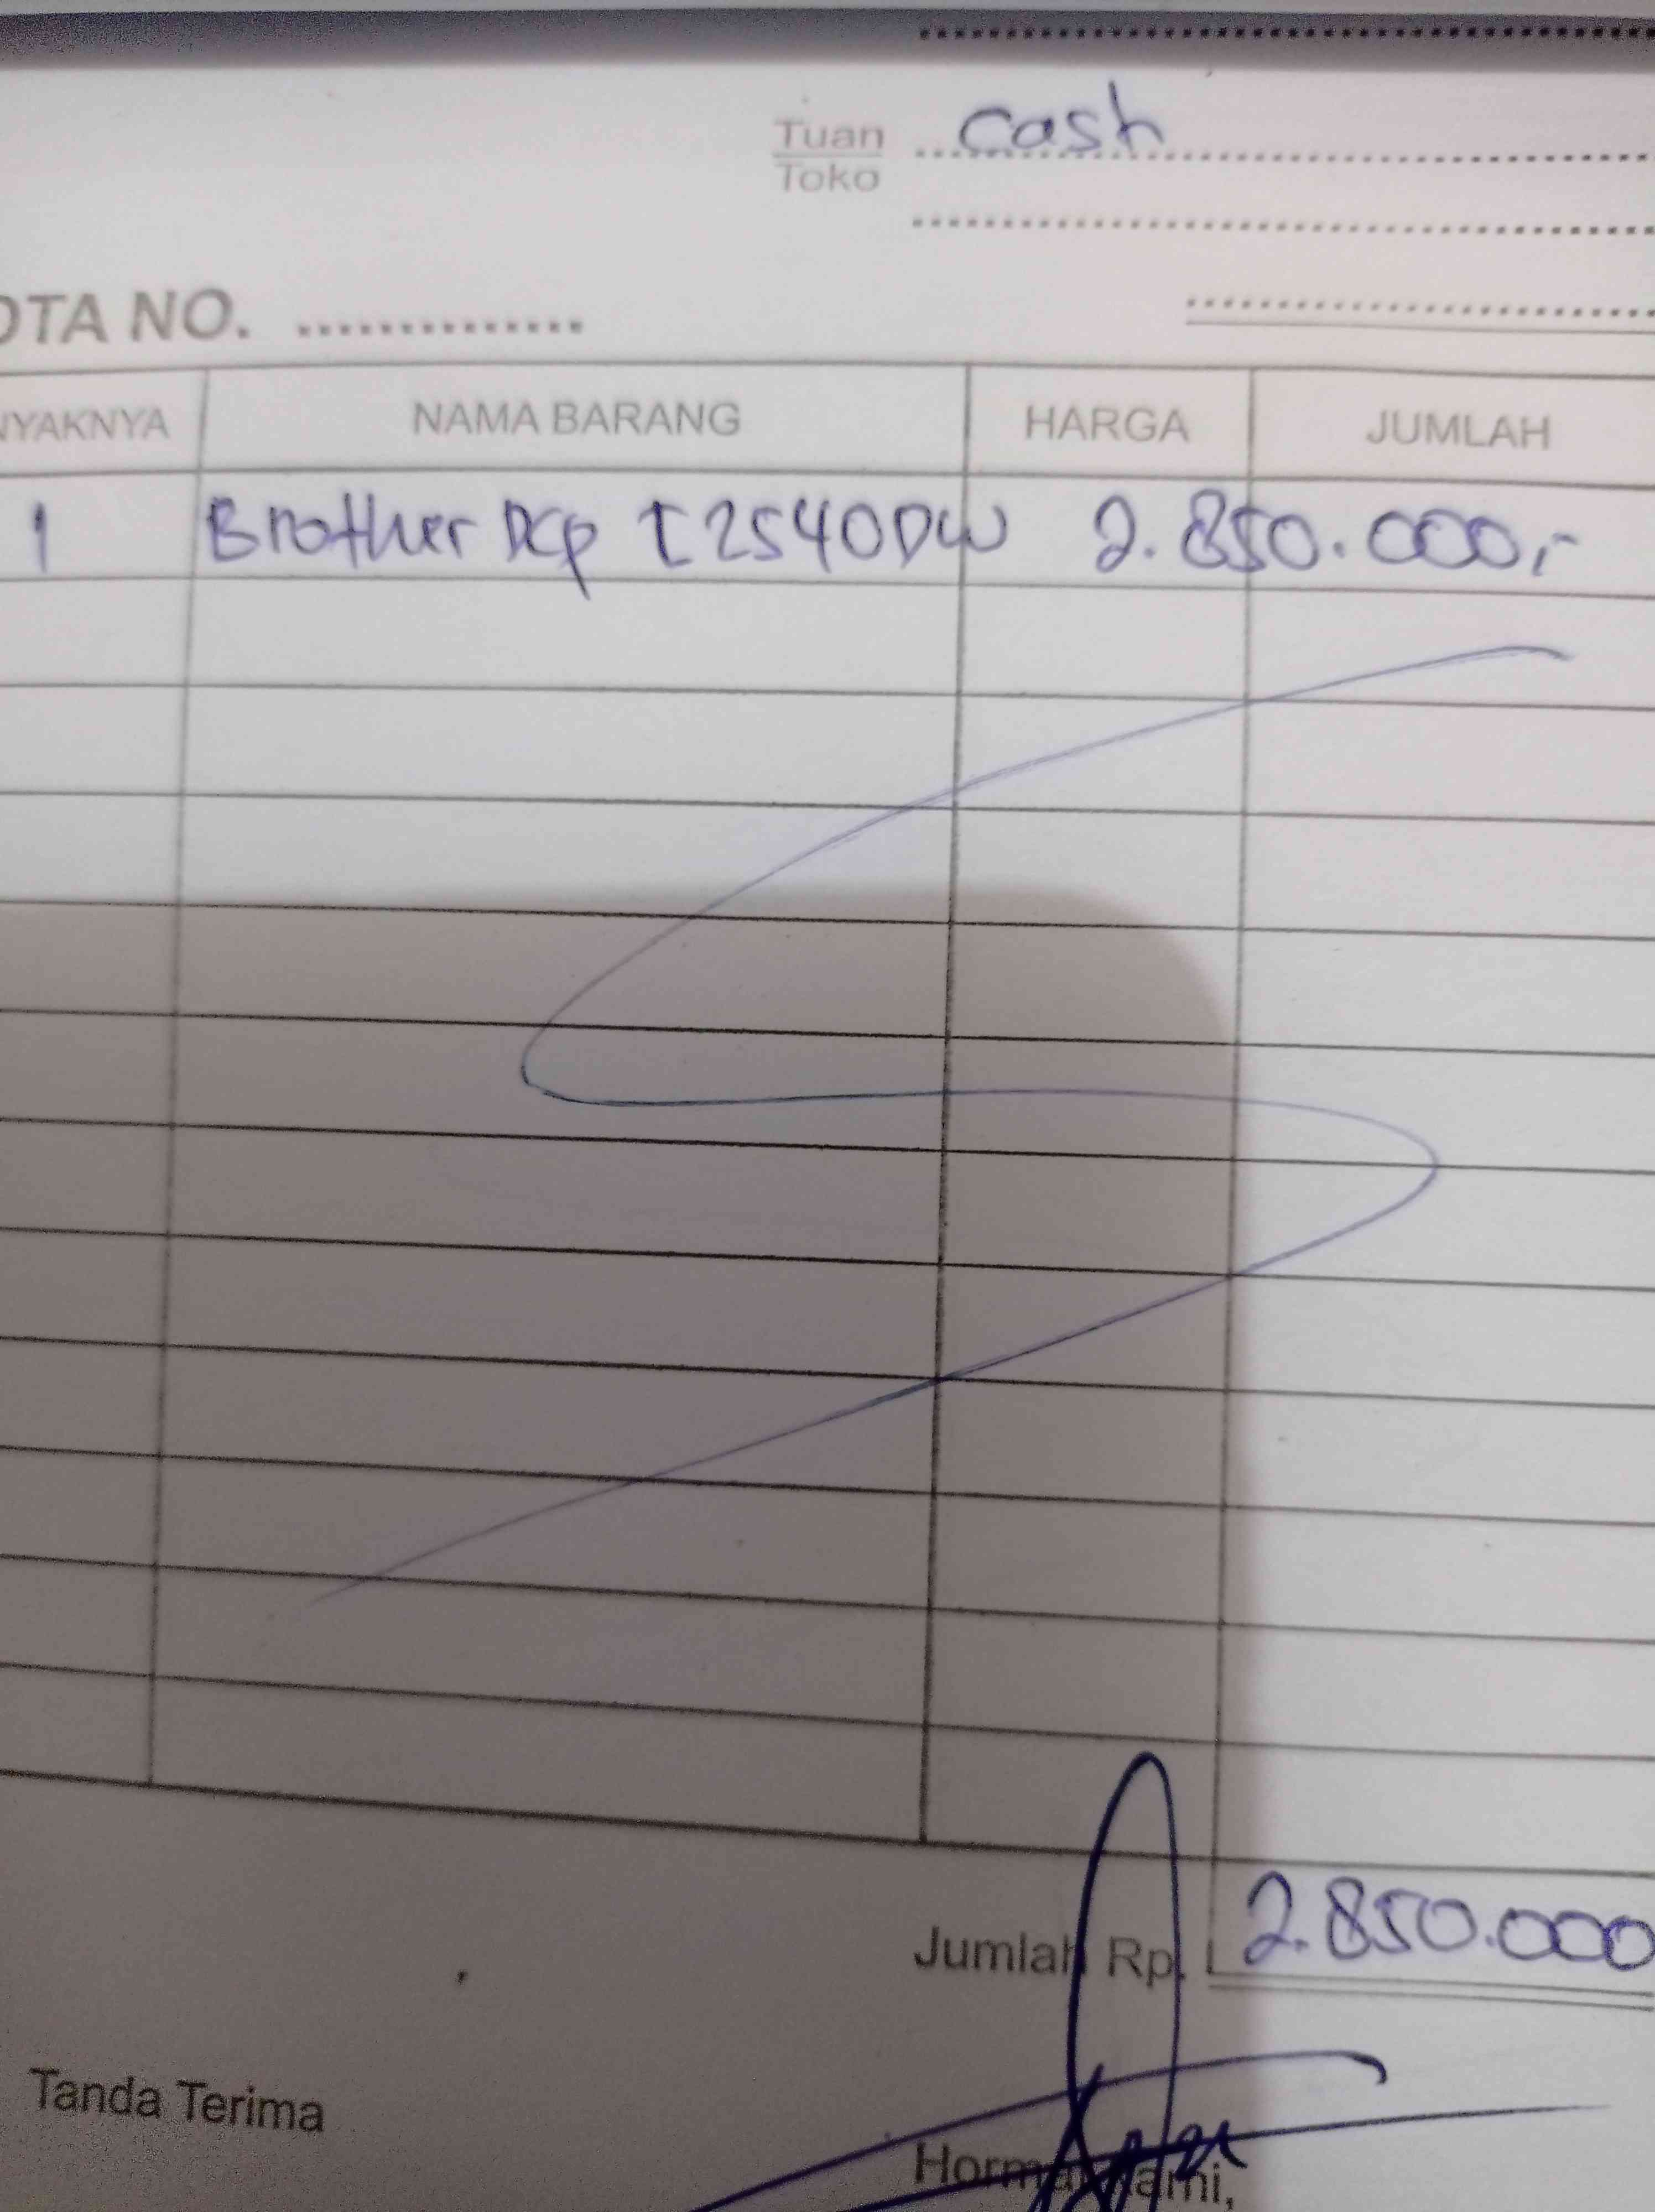 Tuan cash
Toko
OTA NO. ...............
NYAKNYA NAMA BARANG HARGA JUMLAH
1 Brother Dcp L2540DW 2.850.000,-
Jumlah Rp. 2.850.000
Tanda Terima
Hormat kami,